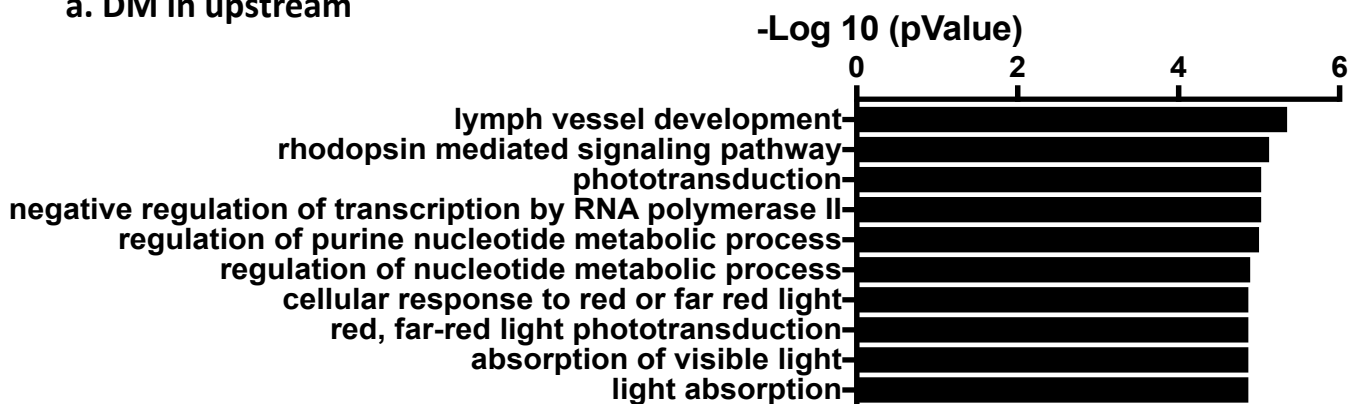 a. DM in upstream
-Log 10 (pValue)
0 2 4 6
lymph vessel development
rhodopsin mediated signaling pathway
phototransduction
negative regulation of transcription by RNA polymerase II
regulation of purine nucleotide metabolic process
regulation of nucleotide metabolic process
cellular response to red or far red light
red, far-red light phototransduction
absorption of visible light
light absorption